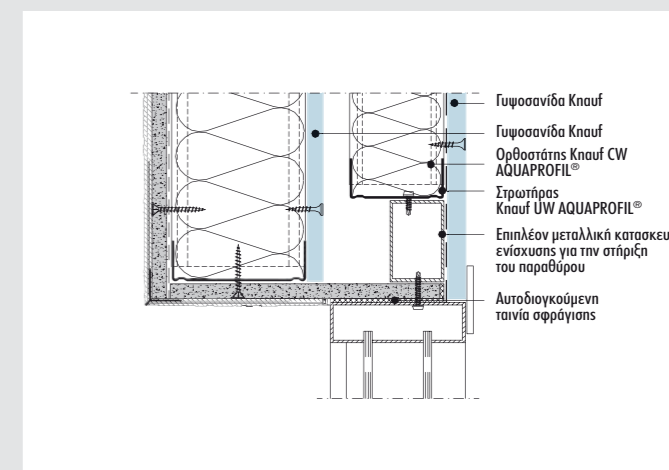 Γυψοσανίδα Knauf
Γυψοσανίδα Knauf
Ορθοστάτης Knauf CW
AQUAPROFIL®
Στρωτήρας
Knauf UW AQUAPROFIL®
Επιπλέον μεταλλική κατασκευ
ενίσχυσης για την στήριξη
του παραθύρου
Αυτοδιογκούμενη
ταινία σφράγισης